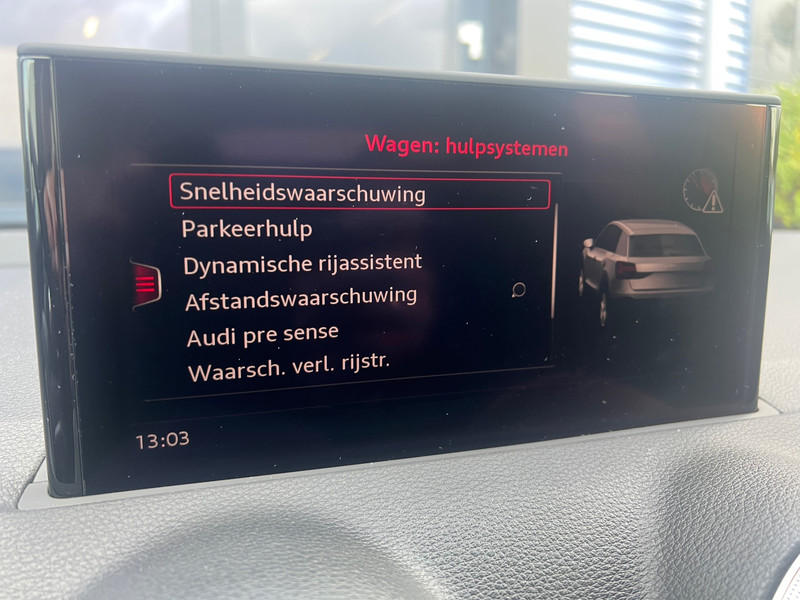 Wagen: hulpsystemen
Snelheidswaarschuwing
Parkeerhulp
Dynamische rijassistent
Afstandswaarschuwing
Audi pre sense
Waarsch. verl. rijstr.
13:03